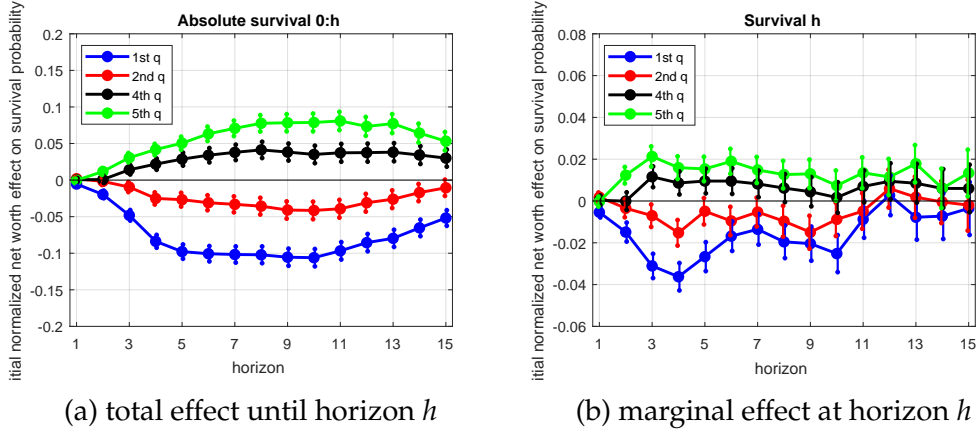 Absolute survival 0:h
itial normalized net worth effect on survival probability
0.2
0.15
0.1
0.05
0
-0.05
-0.1
-0.15
-0.2
1st q
2nd q
4th q
5th q
1 3 5 7 9 11 13 15
horizon
(a) total effect until horizon h
Survival h
itial normalized net worth effect on survival probability
0.08
0.06
0.04
0.02
0
-0.02
-0.04
-0.06
1st q
2nd q
4th q
5th q
1 3 5 7 9 11 13 15
horizon
(b) marginal effect at horizon h